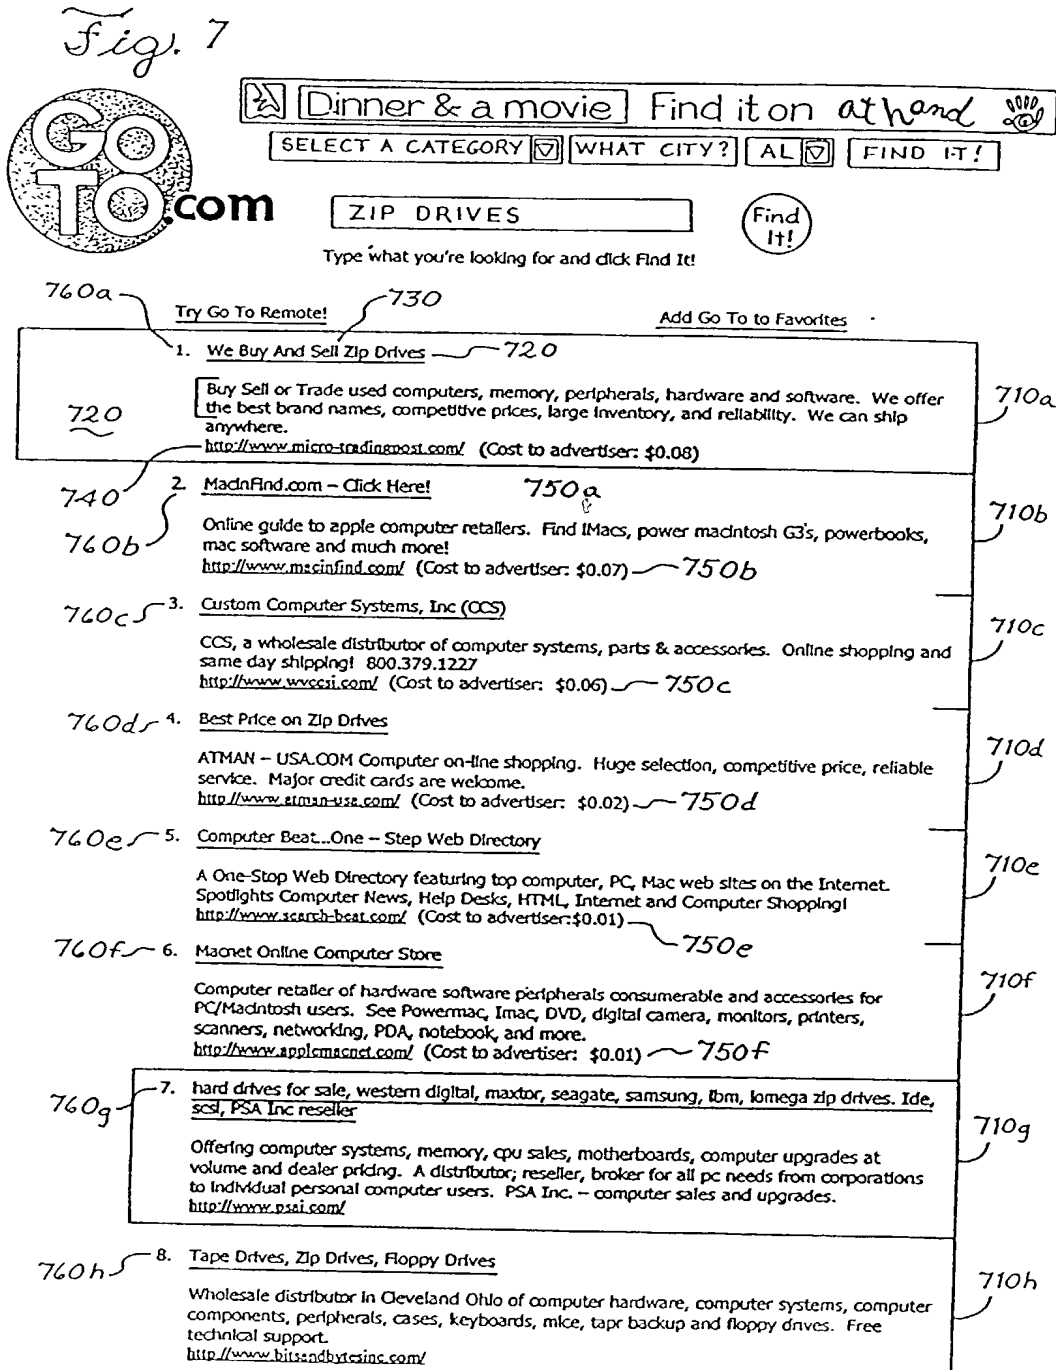 Fig. 7
GO
TO
.com
Dinner & a movie Find it on at hand
SELECT A CATEGORY WHAT CITY? AL FIND IT!
ZIP DRIVES
Find
It!
Type what you're looking for and click Find It!
760a
730
Try Go To Remote!
Add Go To to Favorites
1. We Buy And Sell Zip Drives 720
710a
Buy Sell or Trade used computers, memory, peripherals, hardware and software. We offer
720 the best brand names, competitive prices, large inventory, and reliability. We can ship
anywhere.
http://www.micro-tradingpost.com/ (Cost to advertiser: $0.08)
740
2. MacInFind.com – Click Here! 750a
710b
760b
Online guide to apple computer retailers. Find iMacs, power macintosh G3's, powerbooks,
mac software and much more!
http://www.macinfind.com/ (Cost to advertiser: $0.07) 750b
760c 3. Custom Computer Systems, Inc (CCS)
710c
CCS, a wholesale distributor of computer systems, parts & accessories. Online shopping and
same day shipping! 800.379.1227
http://www.wvccsi.com/ (Cost to advertiser: $0.06) 750c
760d 4. Best Price on Zip Drives
710d
ATMAN – USA.COM Computer on-line shopping. Huge selection, competitive price, reliable
service. Major credit cards are welcome.
http://www.atman-usa.com/ (Cost to advertiser: $0.02) 750d
760e 5. Computer Beat...One – Step Web Directory
710e
A One-Stop Web Directory featuring top computer, PC, Mac web sites on the Internet.
Spotlights Computer News, Help Desks, HTML, Internet and Computer Shopping!
http://www.search-beat.com/ (Cost to advertiser:$0.01)
750e
760f 6. Macnet Online Computer Store
710f
Computer retailer of hardware software peripherals consumerable and accessories for
PC/Macintosh users. See Powermac, Imac, DVD, digital camera, monitors, printers,
scanners, networking, PDA, notebook, and more.
http://www.applemacnet.com/ (Cost to advertiser: $0.01) 750f
760g 7. hard drives for sale, western digital, maxtor, seagate, samsung, ibm, iomega zip drives. Ide,
scsi, PSA Inc reseller
710g
Offering computer systems, memory, cpu sales, motherboards, computer upgrades at
volume and dealer pricing. A distributor; reseller, broker for all pc needs from corporations
to individual personal computer users. PSA Inc. – computer sales and upgrades.
http://www.psai.com/
760h 8. Tape Drives, Zip Drives, Floppy Drives
710h
Wholesale distributor in Cleveland Ohio of computer hardware, computer systems, computer
components, peripherals, cases, keyboards, mice, tapr backup and floppy drives. Free
technical support.
http://www.bitsandbytesinc.com/